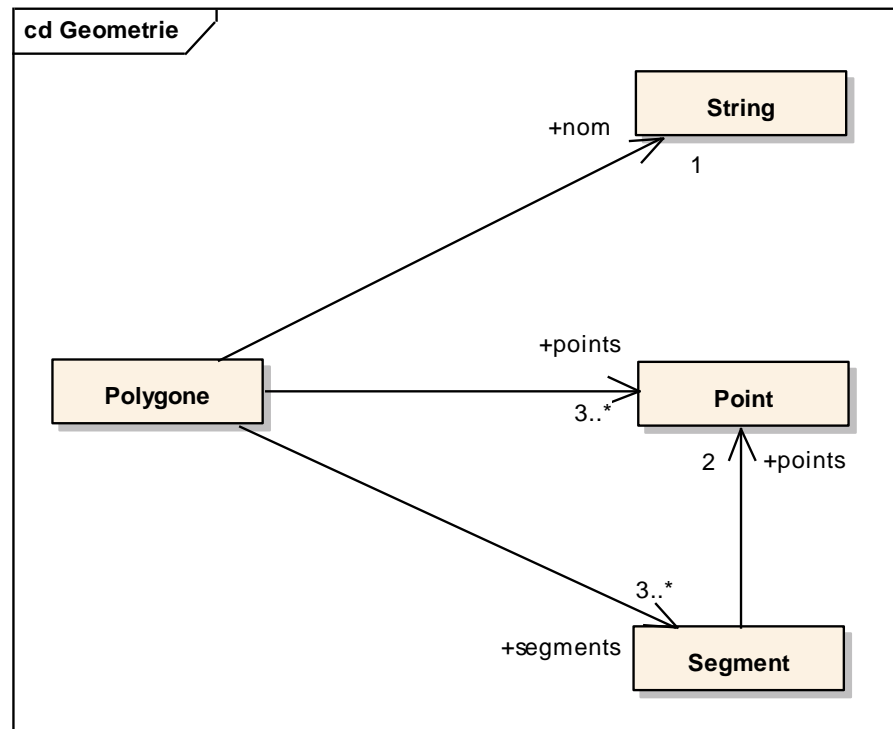 cd Geometrie
String
+nom
1
+points
Polygone
Point
3..*
2
+points
3..*
+segments
Segment